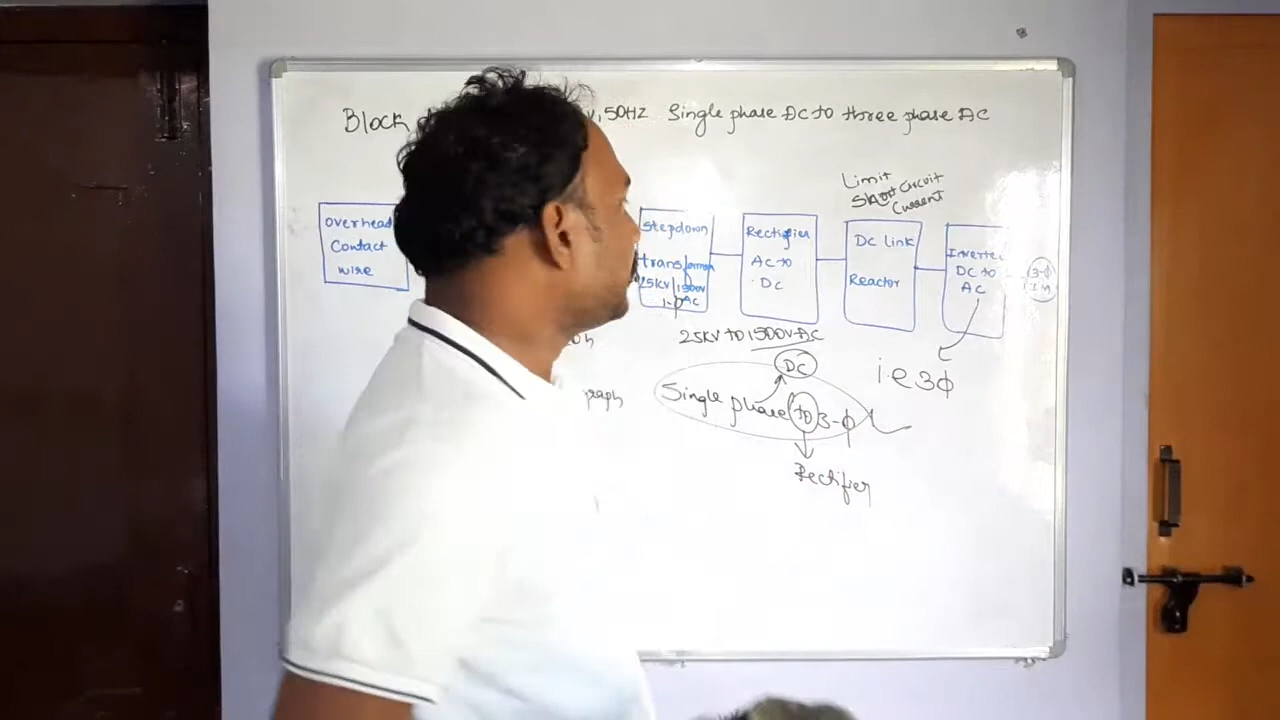 Block
50HZ Single phase DC to three phase AC
Limit
Short Circuit
Current
Overhead
Contact
wire
Stepdown
transformer
25KV/1500V
1-Φ AC
Rectifier
AC to
DC
DC link
Reactor
Inverter
DC to
AC
3-Φ
IM
25KV TO 1500V AC
DC
Single phase to 3-Φ
Rectifier
i.e 3Φ
graph